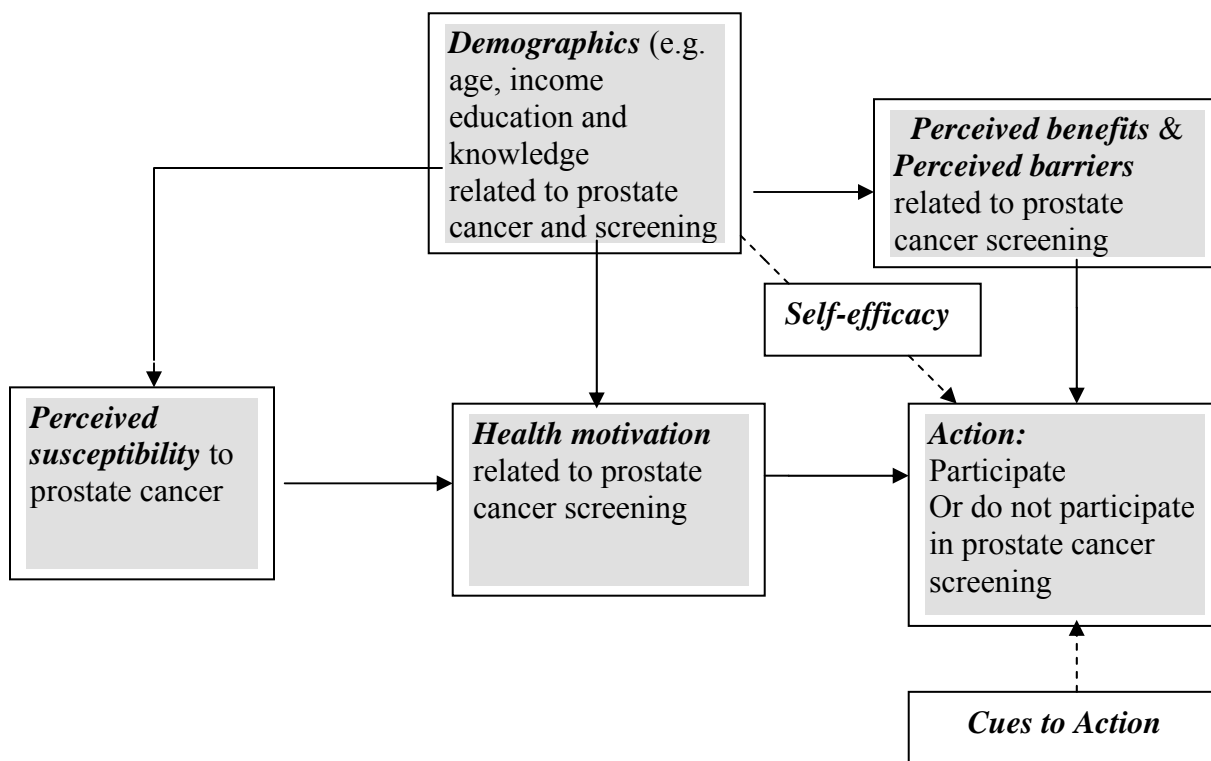 Demographics (e.g.
age, income
education and
knowledge
related to prostate
cancer and screening
Perceived benefits &
Perceived barriers
related to prostate
cancer screening
Self-efficacy
Perceived
susceptibility to
prostate cancer
Health motivation
related to prostate
cancer screening
Action:
Participate
Or do not participate
in prostate cancer
screening
Cues to Action